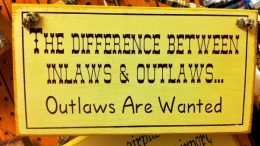 THE DIFFERENCE BETWEEN
INLAWS & OUTLAWS...
Outlaws Are Wanted